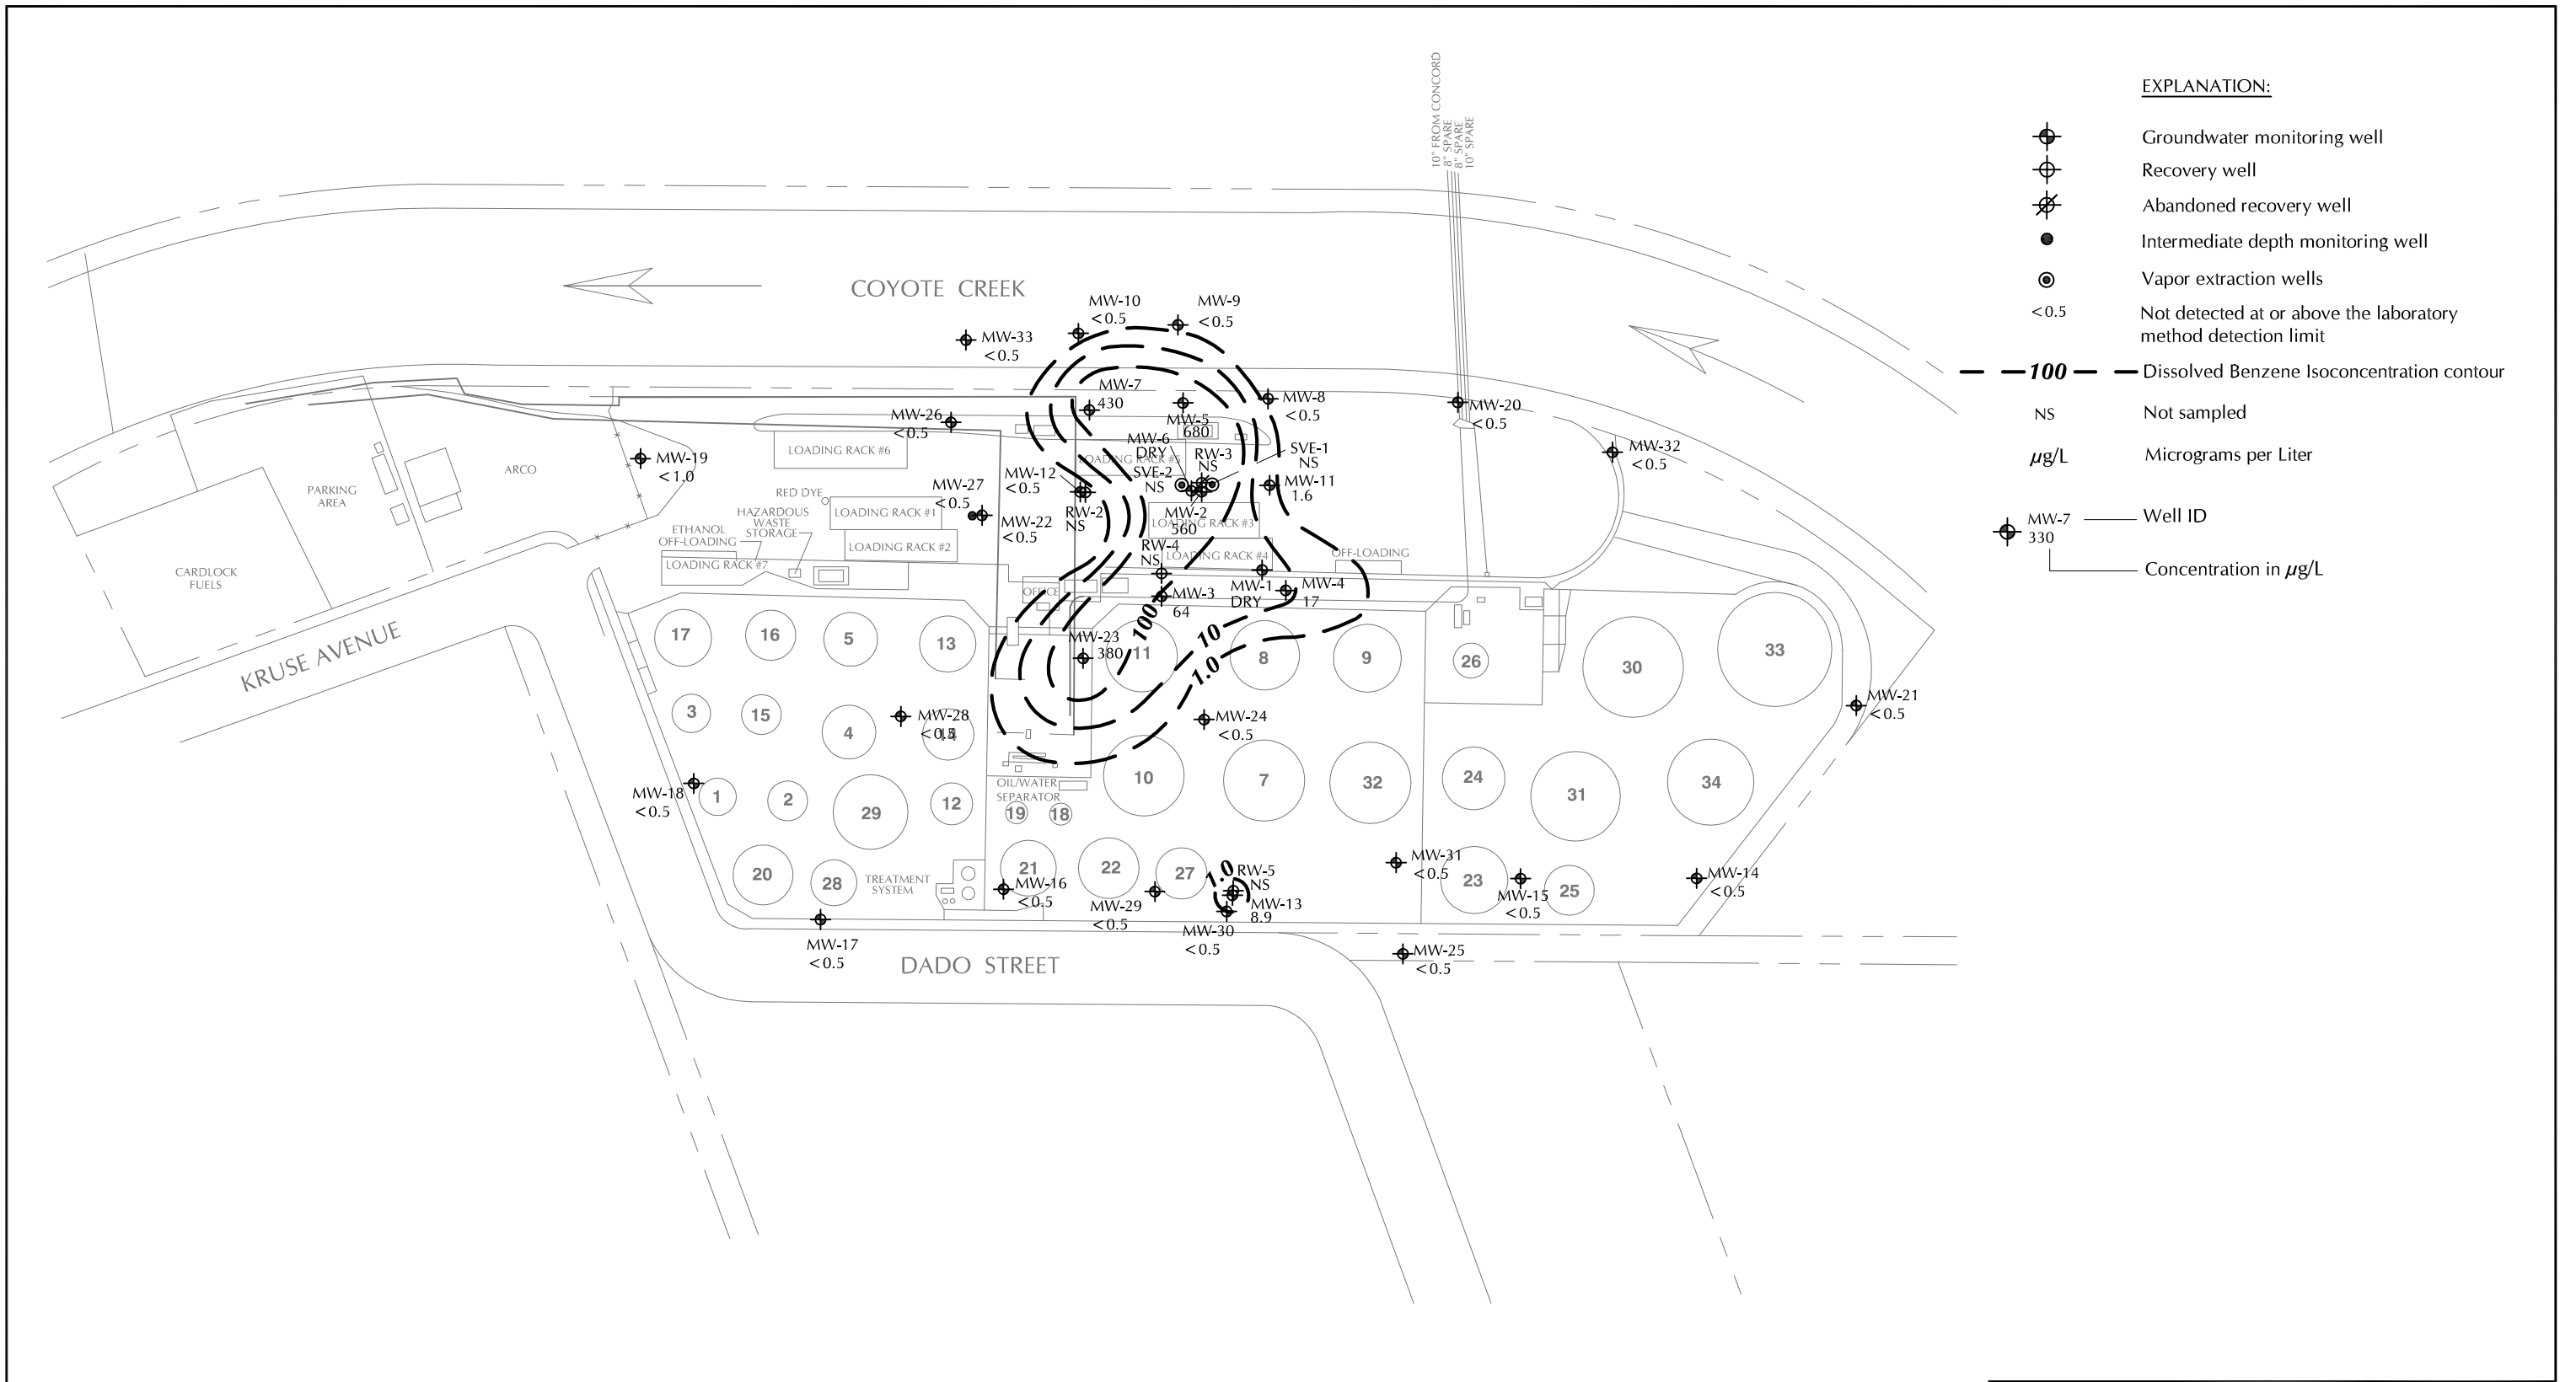 EXPLANATION:
Groundwater monitoring well
Recovery well
Abandoned recovery well
Intermediate depth monitoring well
Vapor extraction wells
<0.5
Not detected at or above the laboratory
method detection limit
100
Dissolved Benzene Isoconcentration contour
NS
Not sampled
µg/L
Micrograms per Liter
MW-7
330
Well ID
Concentration in µg/L
10" FROM CONCORD
8" SPARE
8" SPARE
10" SPARE
COYOTE CREEK
MW-10
<0.5
MW-9
<0.5
MW-33
<0.5
MW-7
430
MW-8
<0.5
MW-20
<0.5
MW-26
<0.5
MW-5
680
MW-6
DRY
MW-32
<0.5
LOADING RACK #6
LOADING RACK #5
RW-3
NS
SVE-1
NS
MW-19
<1.0
ARCO
MW-12
<0.5
SVE-2
NS
MW-11
1.6
PARKING
AREA
RED DYE
MW-27
<0.5
LOADING RACK #1
HAZARDOUS
WASTE
STORAGE
RW-2
NS
MW-2
560
LOADING RACK #3
MW-22
<0.5
ETHANOL
OFF-LOADING
LOADING RACK #2
RW-4
NS
LOADING RACK #4
OFF-LOADING
LOADING RACK #7
CARDLOCK
FUELS
OFFICE
MW-3
64
MW-1
DRY
MW-4
17
KRUSE AVENUE
100
10
1.0
17
16
5
13
MW-23
380
11
8
9
26
30
33
3
15
4
MW-28
<0.5
14
MW-24
<0.5
MW-21
<0.5
MW-18
<0.5
1
2
29
12
OIL/WATER
SEPARATOR
19
18
10
7
32
24
31
34
20
28
TREATMENT
SYSTEM
21
MW-16
<0.5
22
27
MW-29
<0.5
1.0
RW-5
NS
MW-13
8.9
MW-30
<0.5
MW-31
<0.5
23
MW-15
<0.5
25
MW-14
<0.5
MW-17
<0.5
MW-25
<0.5
DADO STREET